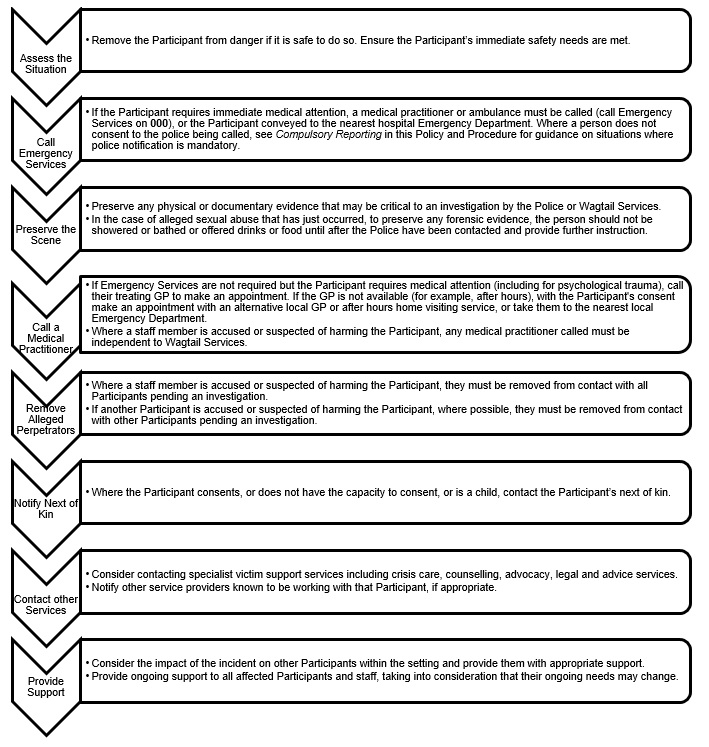 Assess the
Situation
• Remove the Participant from danger if it is safe to do so. Ensure the Participant's immediate safety needs are met.
Call
Emergency
Services
• If the Participant requires immediate medical attention, a medical practitioner or ambulance must be called (call Emergency
Services on 000), or the Participant conveyed to the nearest hospital Emergency Department. Where a person does not
consent to the police being called, see Compulsory Reporting in this Policy and Procedure for guidance on situations where
police notification is mandatory.
Preserve the
Scene
• Preserve any physical or documentary evidence that may be critical to an investigation by the Police or Wagtail Services.
• In the case of alleged sexual abuse that has just occurred, to preserve any forensic evidence, the person should not be
showered or bathed or offered drinks or food until after the Police have been contacted and provide further instruction.
Call a
Medical
Practitioner
• If Emergency Services are not required but the Participant requires medical attention (including for psychological trauma), call
their treating GP to make an appointment. If the GP is not available (for example, after hours), with the Participant's consent
make an appointment with an alternative local GP or after hours home visiting service, or take them to the nearest local
Emergency Department.
• Where a staff member is accused or suspected of harming the Participant, any medical practitioner called must be
independent to Wagtail Services.
Remove
Alleged
Perpetrators
• Where a staff member is accused or suspected of harming the Participant, they must be removed from contact with all
Participants pending an investigation.
• If another Participant is accused or suspected of harming the Participant, where possible, they must be removed from contact
with other Participants pending an investigation.
Notify Next of
Kin
• Where the Participant consents, or does not have the capacity to consent, or is a child, contact the Participant's next of kin.
Contact other
Services
• Consider contacting specialist victim support services including crisis care, counselling, advocacy, legal and advice services.
• Notify other service providers known to be working with that Participant, if appropriate.
Provide
Support
• Consider the impact of the incident on other Participants within the setting and provide them with appropriate support.
• Provide ongoing support to all affected Participants and staff, taking into consideration that their ongoing needs may change.